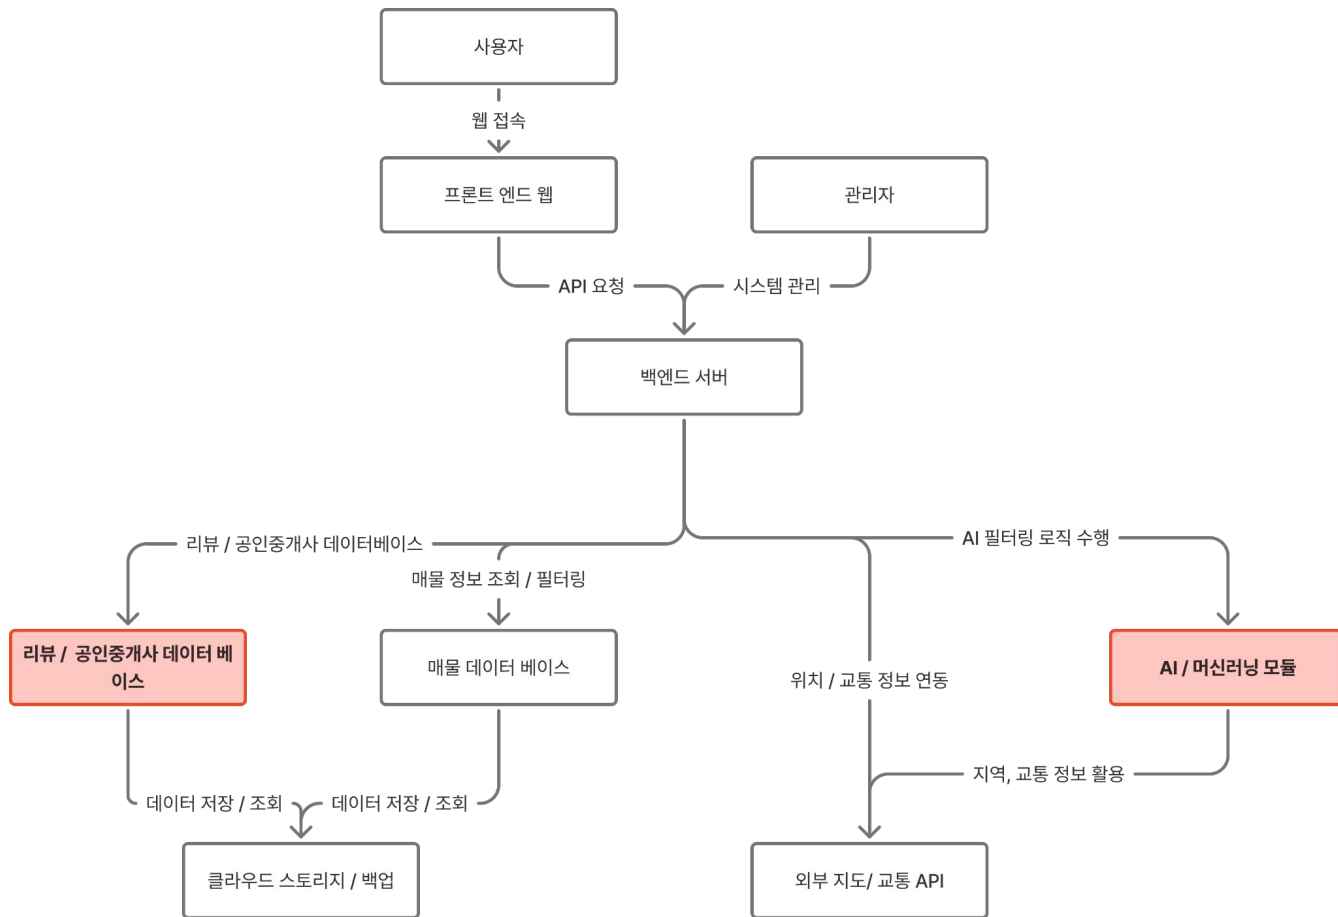 사용자
웹 접속
프론트 엔드 웹
관리자
API 요청
시스템 관리
백엔드 서버
리뷰 / 공인중개사 데이터베이스
AI 필터링 로직 수행
매물 정보 조회 / 필터링
리뷰 / 공인중개사 데이터 베
이스
매물 데이터 베이스
위치 / 교통 정보 연동
AI / 머신러닝 모듈
지역, 교통 정보 활용
데이터 저장 / 조회
데이터 저장 / 조회
클라우드 스토리지 / 백업
외부 지도/ 교통 API